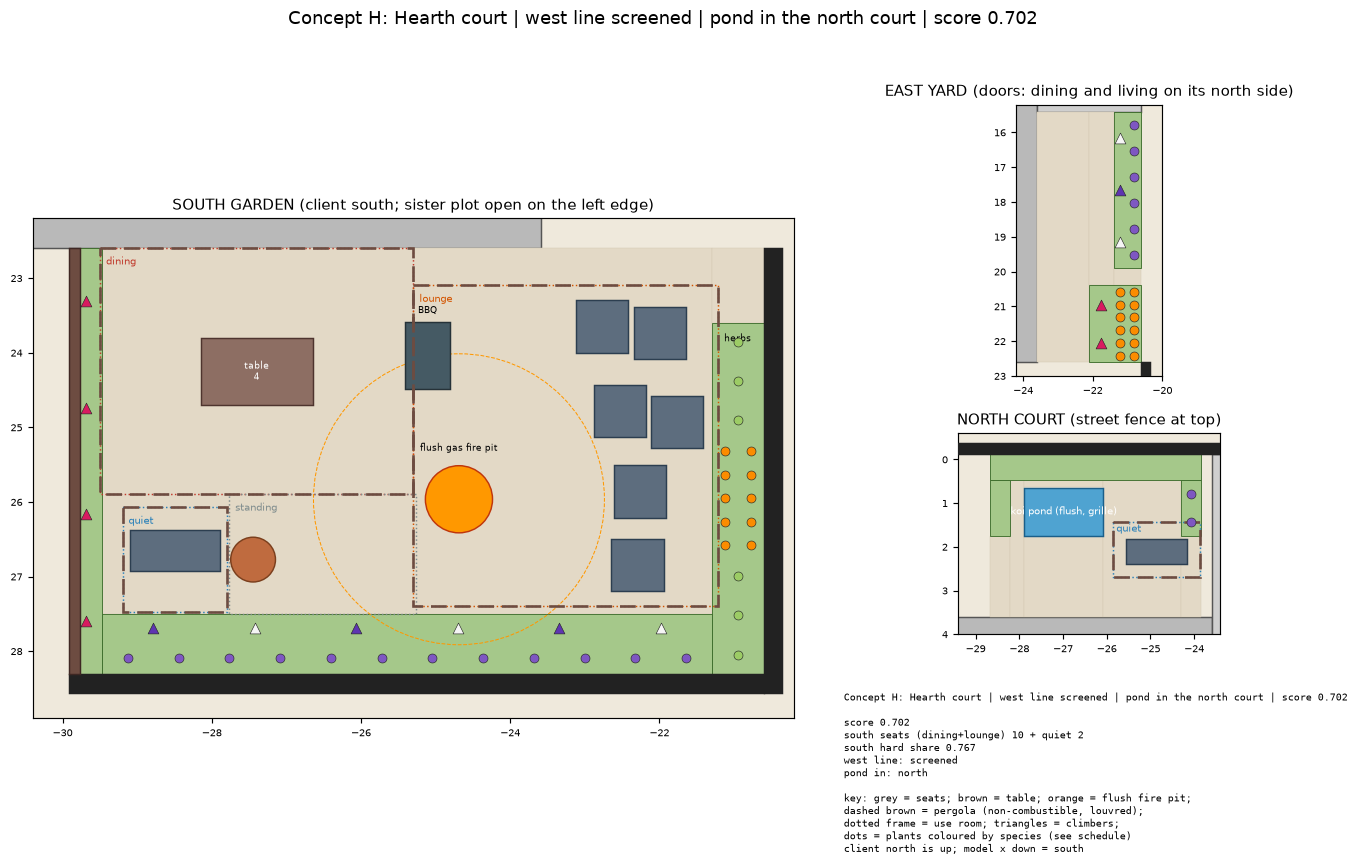 Concept H: Hearth court | west line screened | pond in the north court | score 0.702
EAST YARD (doors: dining and living on its north side)
16
17
18
19
20
21
22
23
−24
−22
−20
SOUTH GARDEN (client south; sister plot open on the left edge)
dining
lounge
BBQ
herbs
table
4
flush gas fire pit
standing
quiet
23
24
25
26
27
28
−30
−28
−26
−24
−22
NORTH COURT (street fence at top)
koi pond (flush, grille)
quiet
0
1
2
3
4
−29
−28
−27
−26
−25
−24
Concept H: Hearth court | west line screened | pond in the north court | score 0.702
score 0.702
south seats (dining+lounge) 10 + quiet 2
south hard share 0.767
west line: screened
pond in: north
key: grey = seats; brown = table; orange = flush fire pit;
dashed brown = pergola (non-combustible, louvred);
dotted frame = use room; triangles = climbers;
dots = plants coloured by species (see schedule)
client north is up; model x down = south